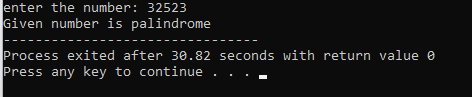 enter the number: 32523
Given number is palindrome
--------------------------------
Process exited after 30.82 seconds with return value 0
Press any key to continue . . .